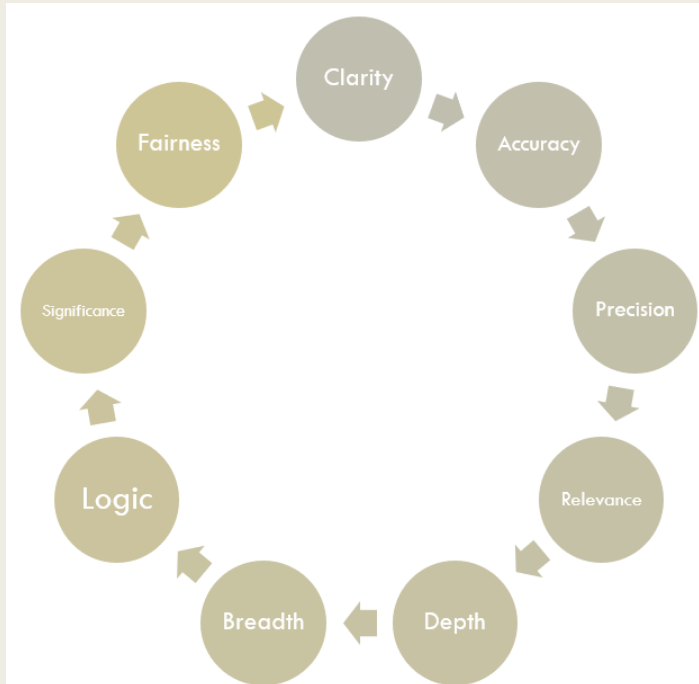 Clarity
Accuracy
Precision
Relevance
Depth
Breadth
Logic
Significance
Fairness